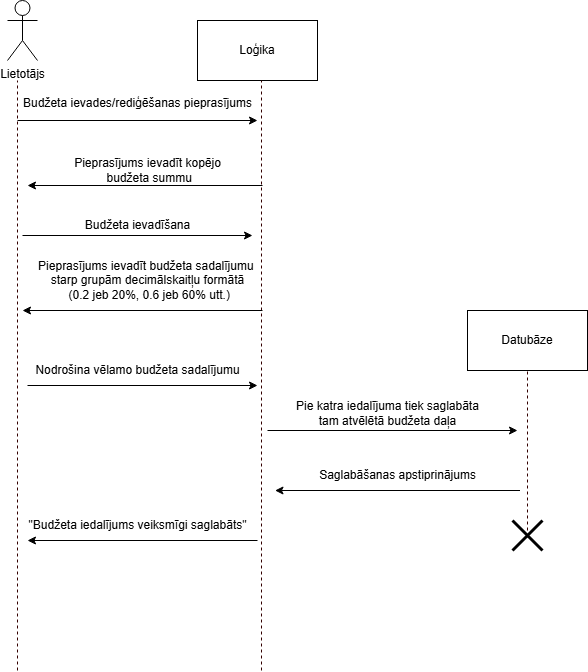 Lietotājs
Loģika
Budžeta ievades/rediģēšanas pieprasījums
Pieprasījums ievadīt kopējo
budžeta summu
Budžeta ievadīšana
Pieprasījums ievadīt budžeta sadalījumu
starp grupām decimālskaitļu formātā
(0.2 jeb 20%, 0.6 jeb 60% utt.)
Datubāze
Nodrošina vēlamo budžeta sadalījumu
Pie katra iedalījuma tiek saglabāta
tam atvēlētā budžeta daļa
Saglabāšanas apstiprinājums
"Budžeta iedalījums veiksmīgi saglabāts"